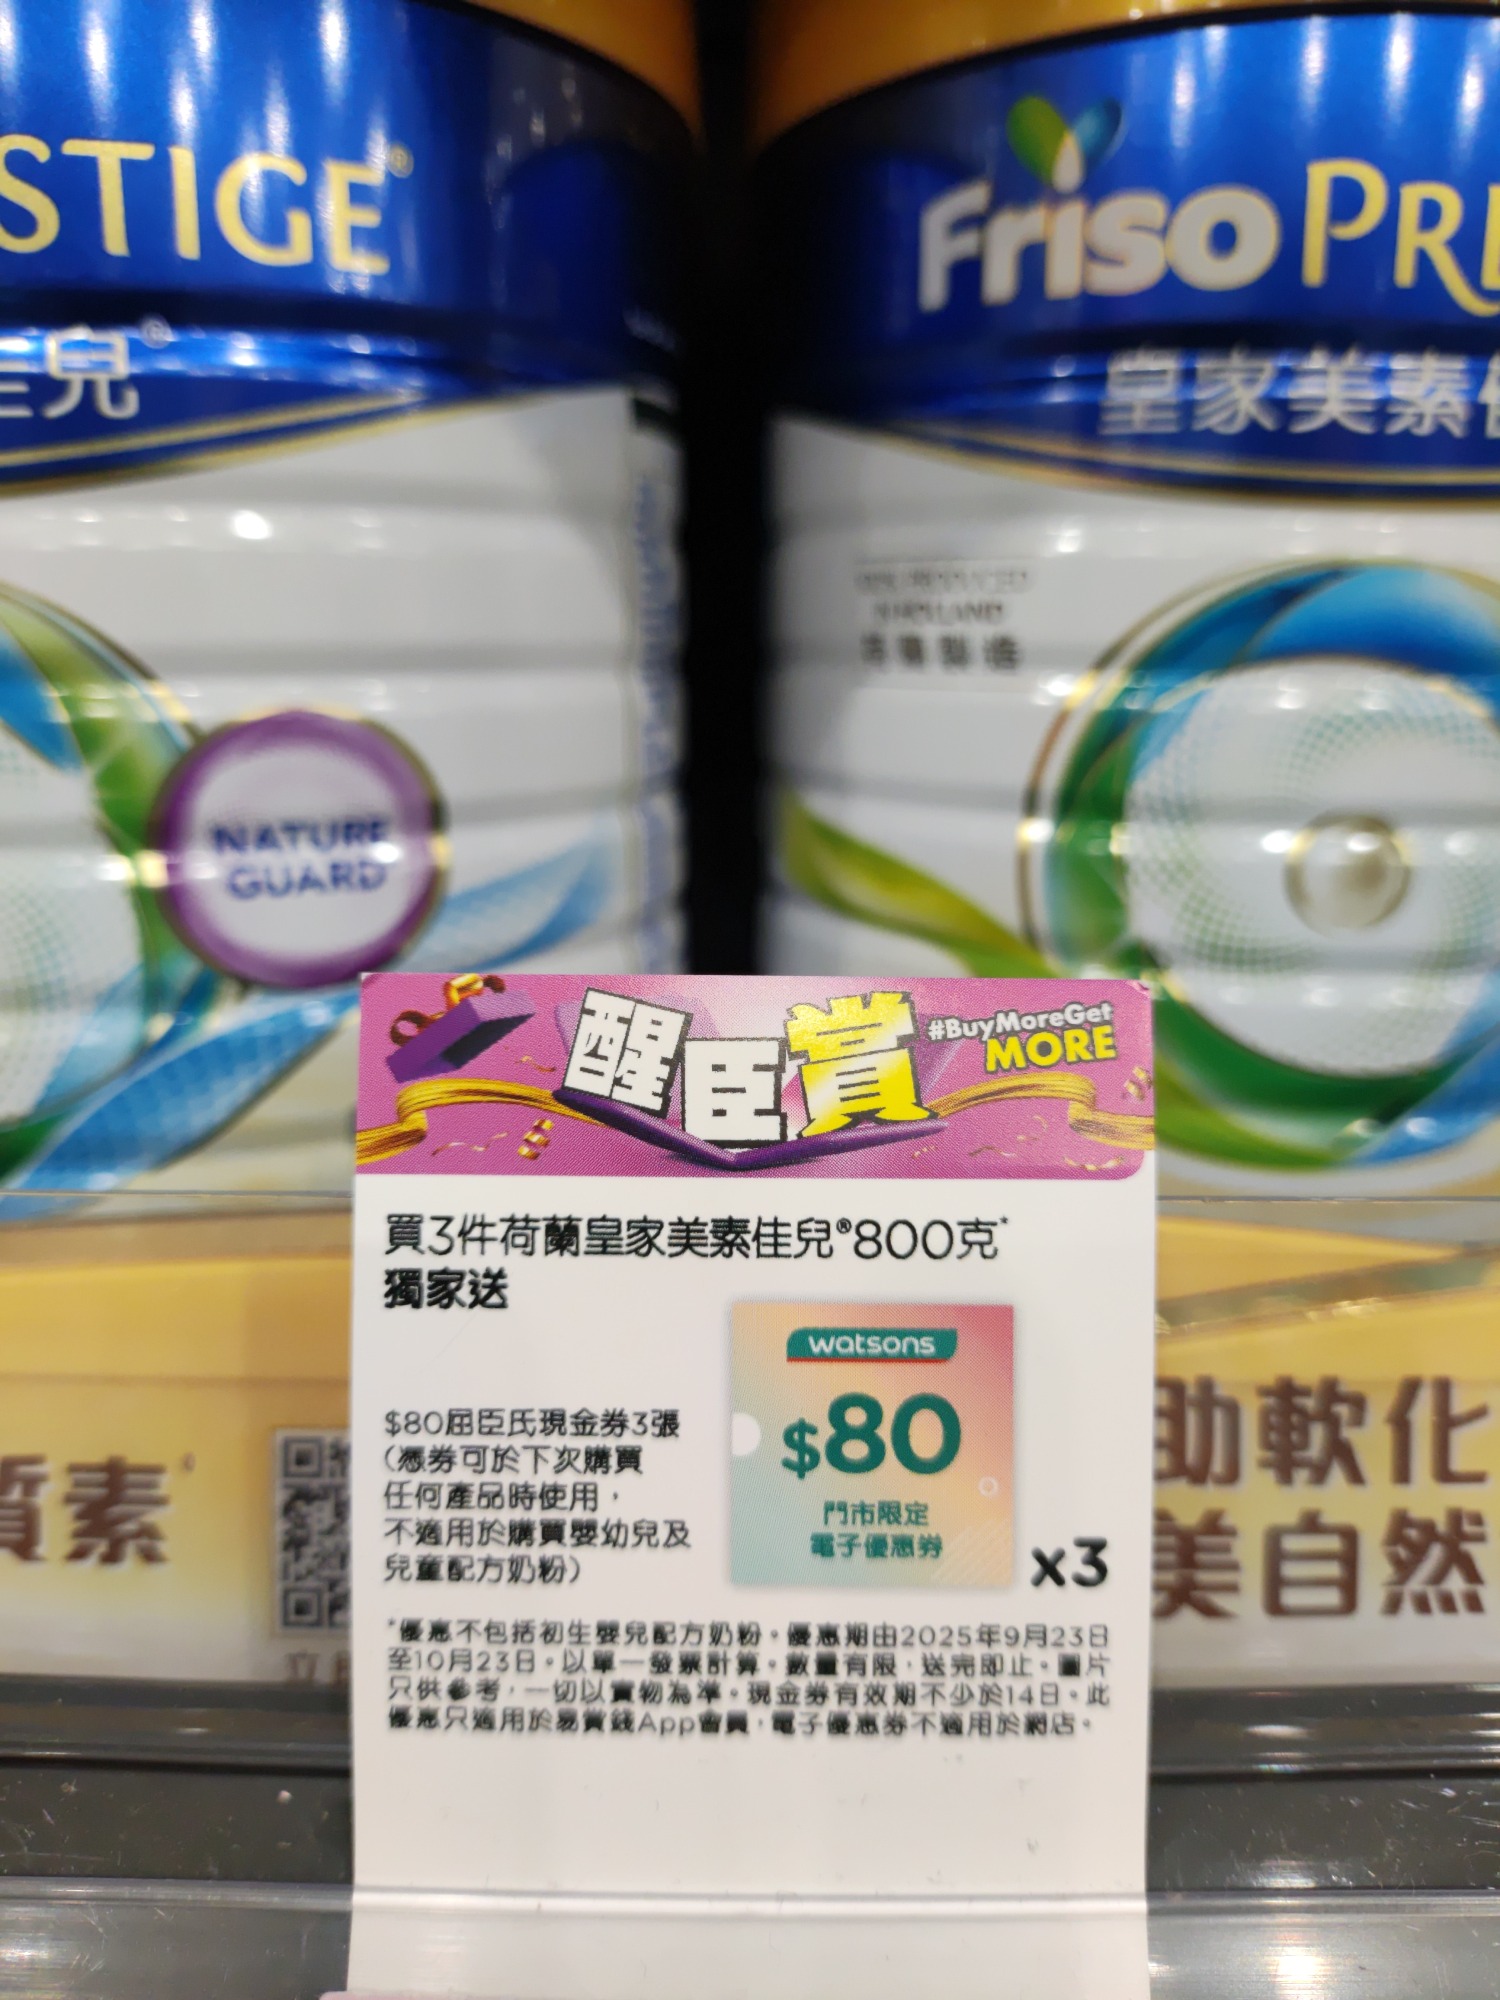 STIGE®
兒®
Friso PRE
皇家美素
荷蘭製造
NATURE
GUARD
醒臣賞
#BuyMoreGet
MORE
買3件荷蘭皇家美素佳兒®800克*
獨家送
$80屈臣氏現金券3張
(憑券可於下次購買
任何產品時使用，
不適用於購買嬰幼兒及
兒童配方奶粉)
watsons
$80
門市限定
電子優惠券
x3
*優惠不包括初生嬰兒配方奶粉。優惠期由2025年9月23日
至10月23日。以單一發票計算。數量有限，送完即止。圖片
只供參考，一切以實物為準。現金券有效期不少於14日。此
優惠只適用於易賞錢App會員，電子優惠券不適用於網店。
質素
助軟化
美自然